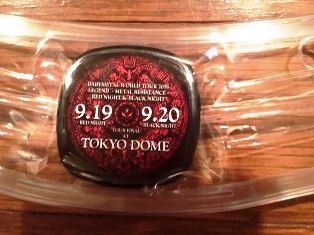 BABYMETAL WORLD TOUR 2016
LEGEND - METAL RESISTANCE -
RED NIGHT & BLACK NIGHT
9.19 9.20
RED NIGHT BLACK NIGHT
TOUR FINAL
AT
TOKYO DOME